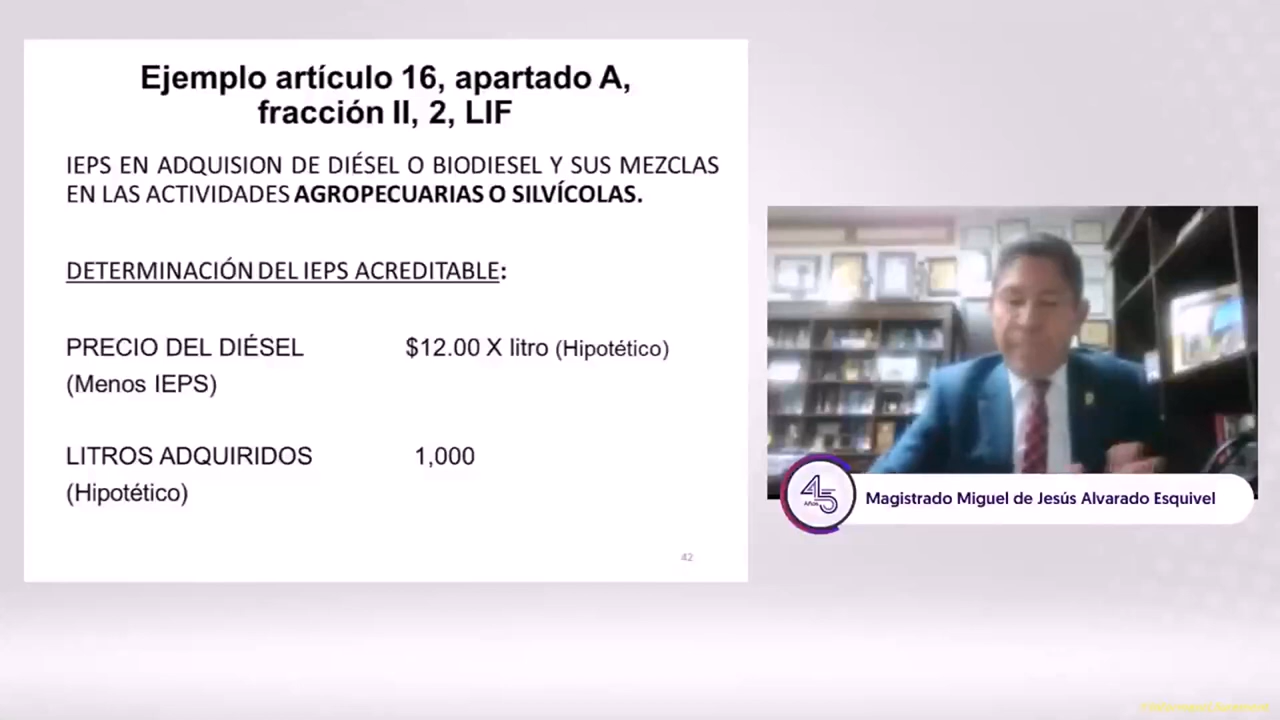 Ejemplo artículo 16, apartado A,
fracción II, 2, LIF
IEPS EN ADQUISION DE DIÉSEL O BIODIESEL Y SUS MEZCLAS
EN LAS ACTIVIDADES AGROPECUARIAS O SILVÍCOLAS.
DETERMINACIÓN DEL IEPS ACREDITABLE:
PRECIO DEL DIÉSEL $12.00 X litro (Hipotético)
(Menos IEPS)
LITROS ADQUIRIDOS 1,000
(Hipotético)
42
45
Años
Magistrado Miguel de Jesús Alvarado Esquivel